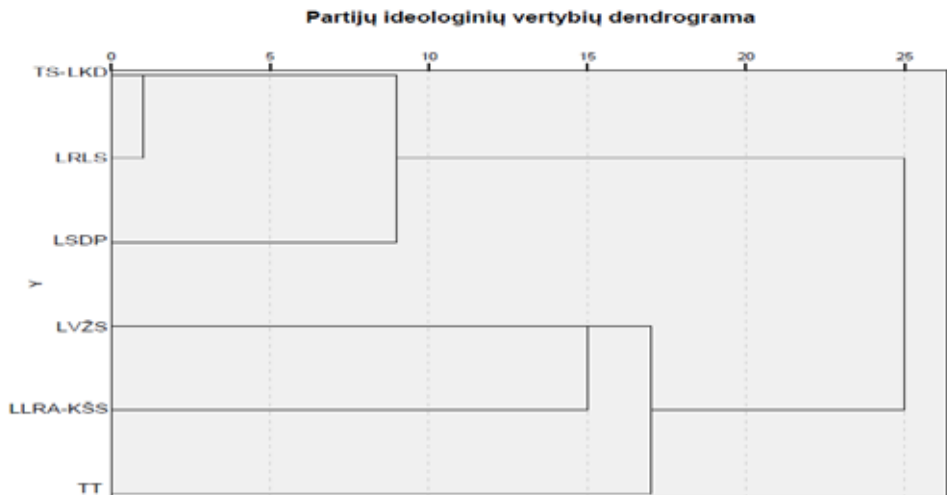 Partijų ideologinių vertybių dendrograma
0 5 10 15 20 25
TS-LKD
LRLS
LSDP
Y
LVŽS
LLRA-KŠS
TT